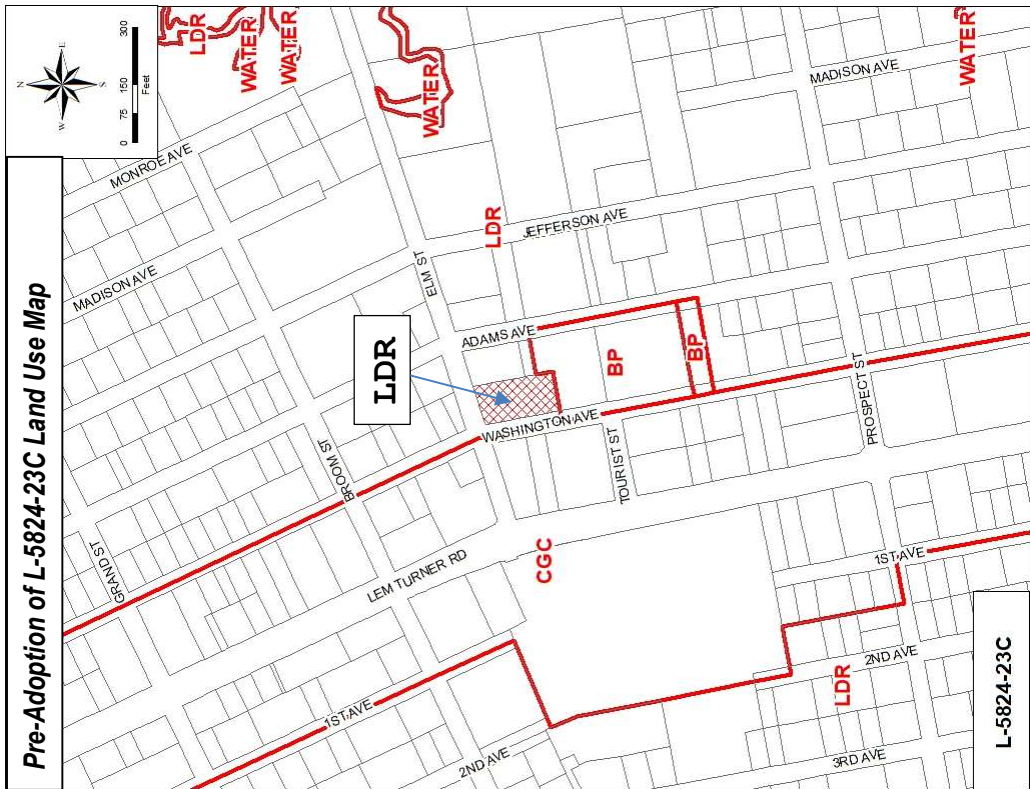 Pre-Adoption of L-5824-23C Land Use Map
N
W
E
S
0 75 150 300
Feet
LDR
WATER
WATER
WATER
MONROE AVE
MADISON AVE
MADISON AVE
WATER
GRAND ST
BROOM ST
ELM ST
LDR
JEFFERSON AVE
LDR
ADAMS AVE
BP
BP
WASHINGTON AVE
TOURIST ST
PROSPECT ST
LEM TURNER RD
CGC
1ST AVE
1ST AVE
2ND AVE
2ND AVE
LDR
3RD AVE
L-5824-23C